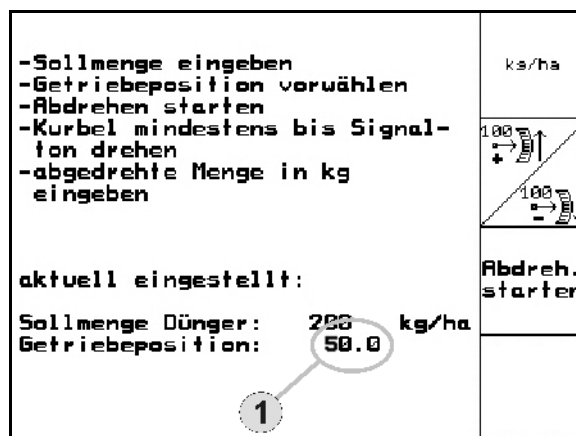 -Sollmenge eingeben
-Getriebeposition vorwählen
-Abdrehen starten
-Kurbel mindestens bis Signal-
ton drehen
-abgedrehte Menge in kg
eingeben
aktuell eingestellt:
Sollmenge Dünger: 200 kg/ha
Getriebeposition: 50.0
1
kg/ha
100
+
100
-
Abdreh.
starten